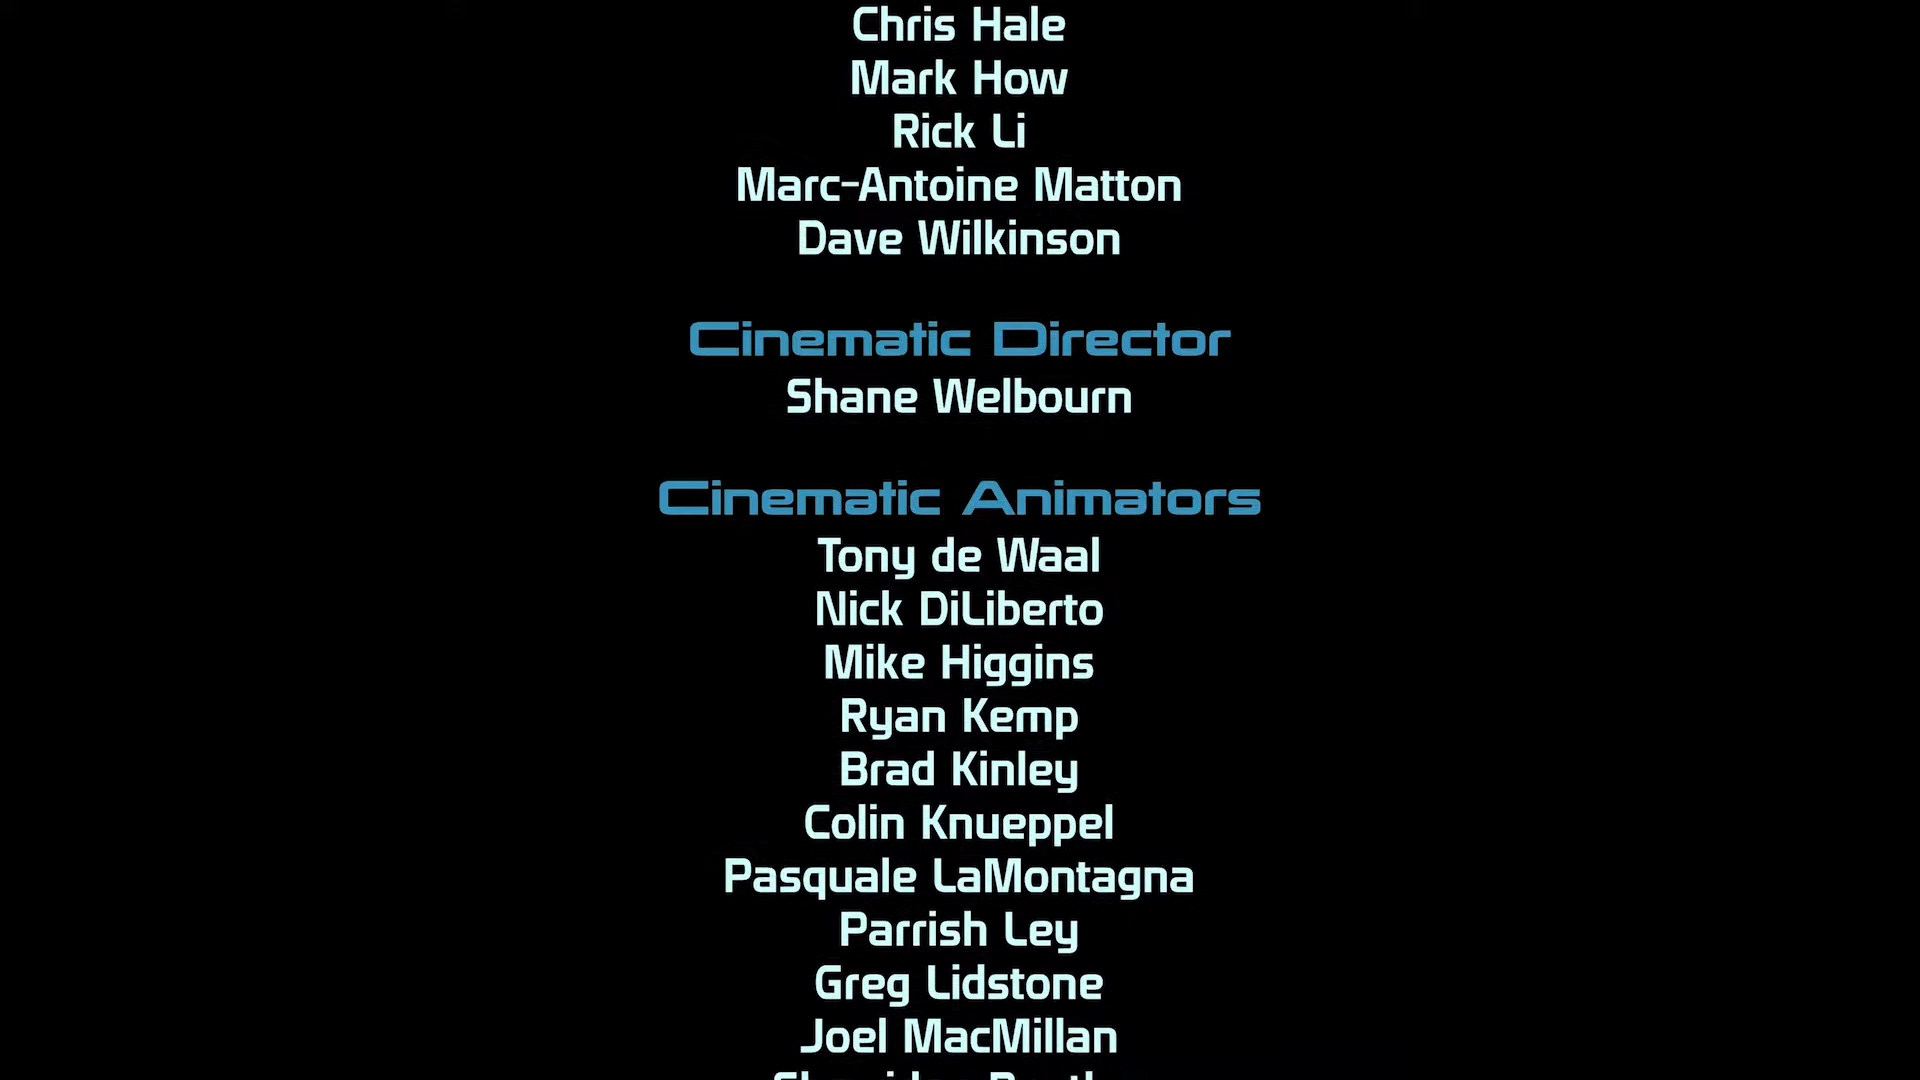 Chris Hale
Mark How
Rick Li
Marc-Antoine Matton
Dave Wilkinson
Cinematic Director
Shane Welbourn
Cinematic Animators
Tony de Waal
Nick DiLiberto
Mike Higgins
Ryan Kemp
Brad Kinley
Colin Knueppel
Pasquale LaMontagna
Parrish Ley
Greg Lidstone
Joel MacMillan